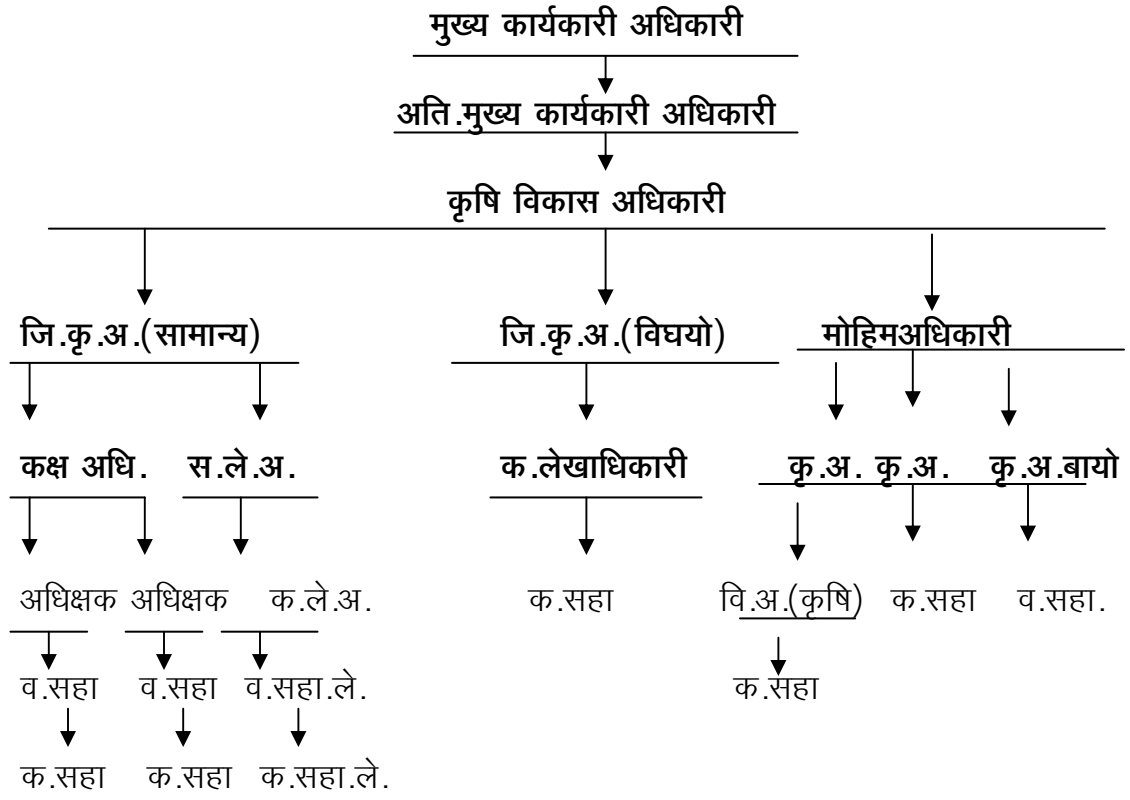 मुख्य कार्यकारी अधिकारी
अति.मुख्य कार्यकारी अधिकारी
कृषि विकास अधिकारी
जि.कृ.अ.(सामान्य) जि.कृ.अ.(विघयो) मोहिमअधिकारी
कक्ष अधि. स.ले.अ. क.लेखाधिकारी कृ.अ. कृ.अ. कृ.अ.बायो
अधिक्षक अधिक्षक क.ले.अ. क.सहा वि.अ.(कृषि) क.सहा व.सहा.
व.सहा व.सहा व.सहा.ले. क.सहा
क.सहा क.सहा क.सहा.ले.